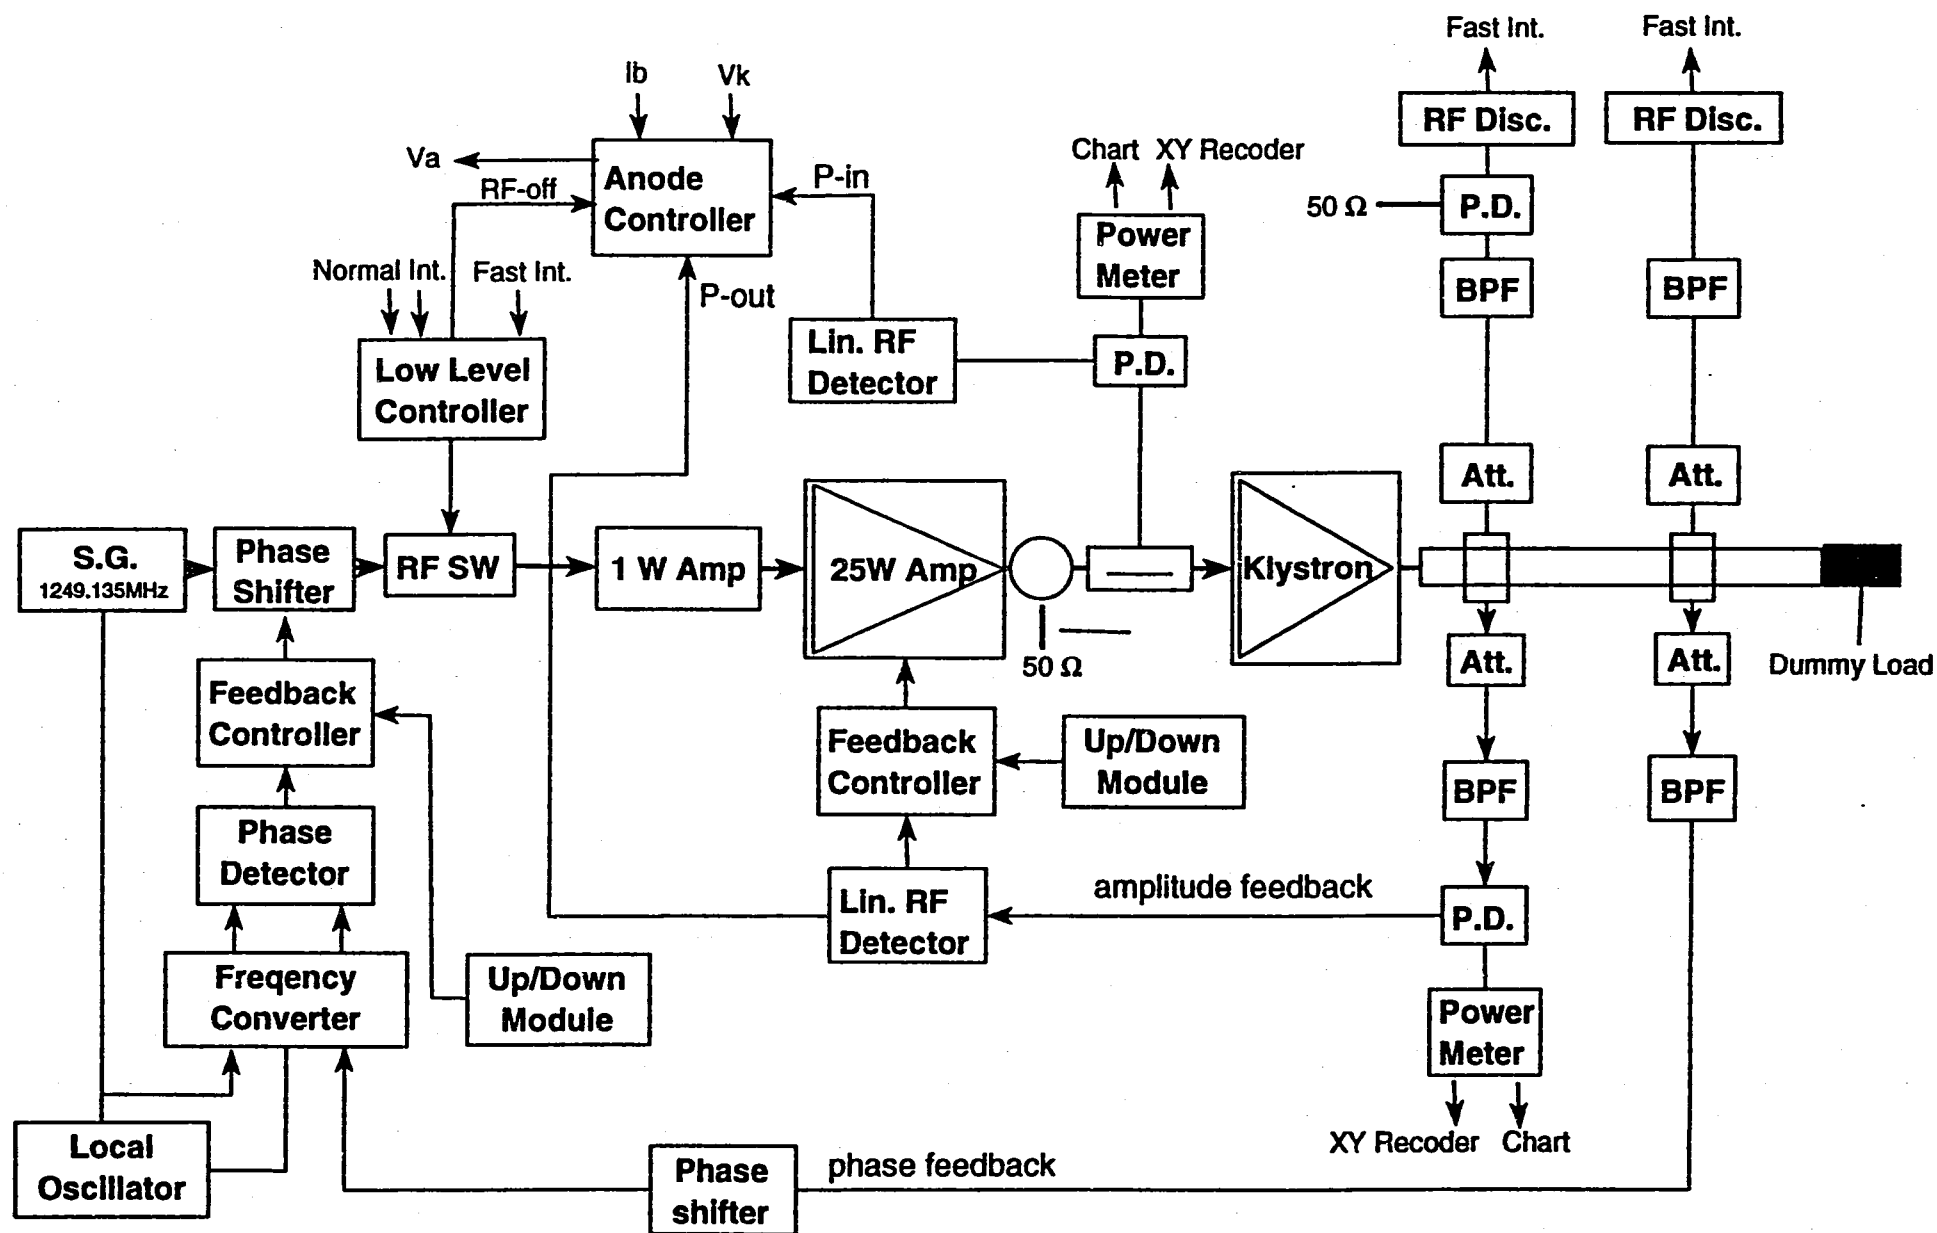 Fast Int.
Fast Int.
Ib
Vk
RF Disc.
RF Disc.
Va
Anode
Controller
RF-off
P-in
Chart XY Recoder
50 Ω
P.D.
Power
Meter
Normal Int.
Fast Int.
P-out
BPF
BPF
Lin. RF
Detector
P.D.
Low Level
Controller
Att.
Att.
S.G.
1249.135MHz
Phase
Shifter
RF SW
1 W Amp
25W Amp
Klystron
50 Ω
Att.
Att.
Dummy Load
Feedback
Controller
Feedback
Controller
Up/Down
Module
BPF
BPF
Phase
Detector
Lin. RF
Detector
amplitude feedback
P.D.
Freqency
Converter
Up/Down
Module
Power
Meter
XY Recoder
Chart
Local
Oscillator
Phase
shifter
phase feedback